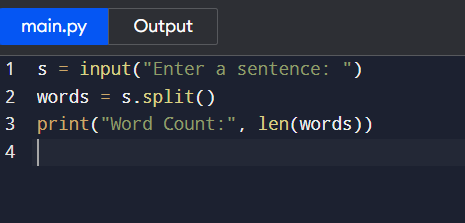 main.py Output
1 s = input("Enter a sentence: ")
2 words = s.split()
3 print("Word Count:", len(words))
4